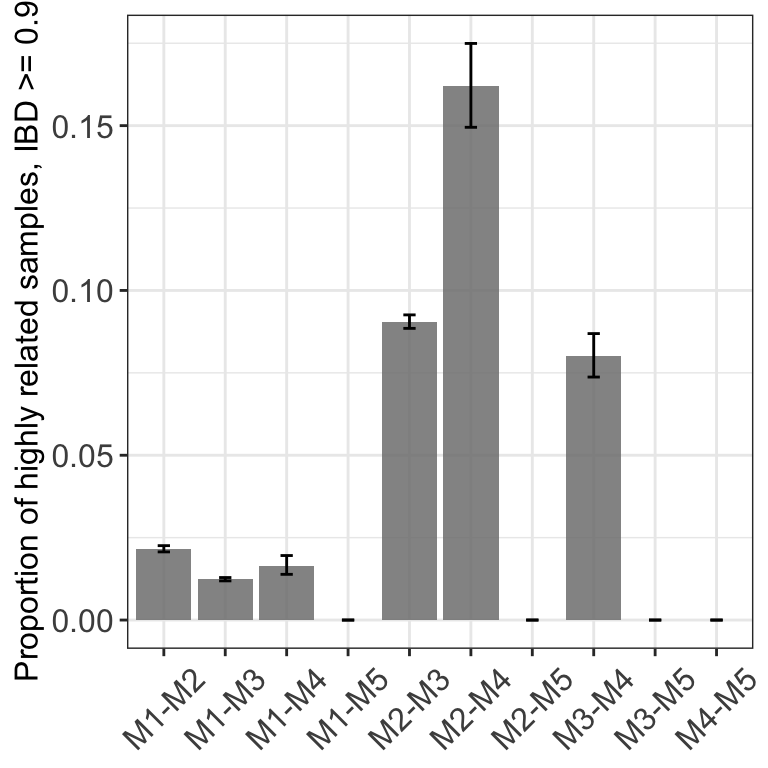 Proportion of highly related samples, IBD >= 0.9
0.15
0.10
0.05
0.00
M1-M2
M1-M3
M1-M4
M1-M5
M2-M3
M2-M4
M2-M5
M3-M4
M3-M5
M4-M5